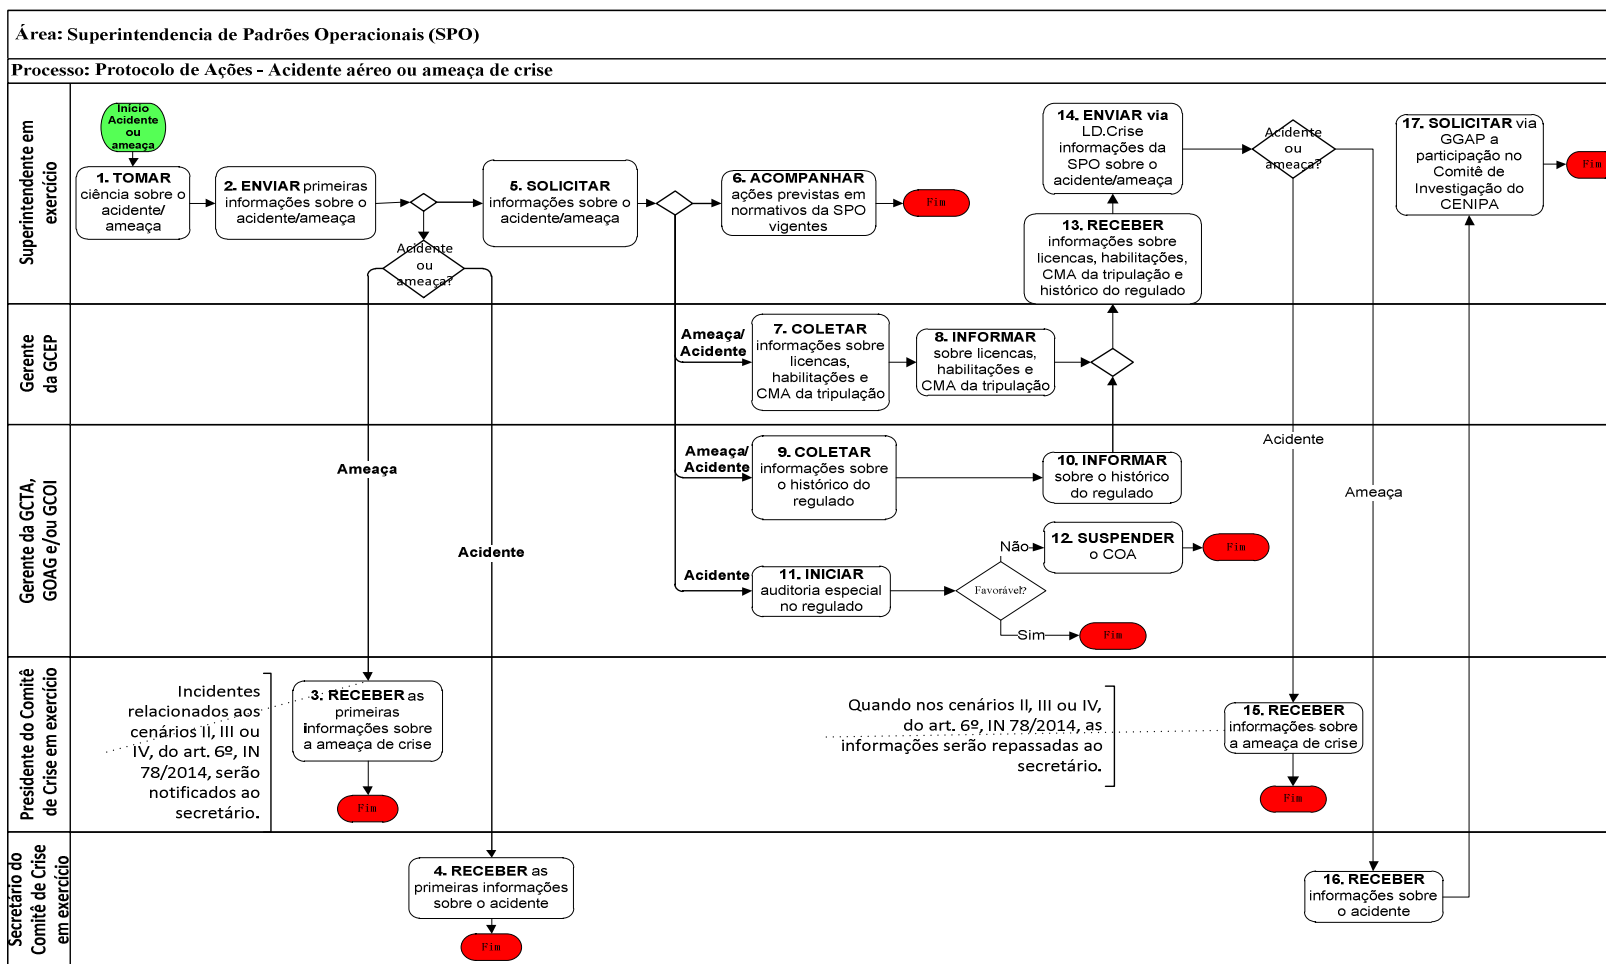 Área: Superintendencia de Padrões Operacionais (SPO)
Processo: Protocolo de Ações - Acidente aéreo ou ameaça de crise
Superintendente em
exercício
Início
Acidente
ou
ameaça
1. TOMAR
ciência sobre o
acidente/
ameaça
2. ENVIAR primeiras
informações sobre o
acidente/ameaça
Acidente
ou
ameaça?
5. SOLICITAR
informações sobre o
acidente/ameaça
6. ACOMPANHAR
ações previstas em
normativos da SPO
vigentes
Fim
14. ENVIAR via
LD.Crise
informações da
SPO sobre o
acidente/ameaça
13. RECEBER
informações sobre
licencas, habilitações,
CMA da tripulação e
histórico do regulado
Acidente
ou
ameaça?
17. SOLICITAR via
GGAP a
participação no
Comitê de
Investigação do
CENIPA
Fim
Gerente
da GCEP
Ameaça/
Acidente
7. COLETAR
informações sobre
licencas,
habilitações e
CMA da tripulação
8. INFORMAR
sobre licencas,
habilitações e
CMA da tripulação
Gerente da GCTA,
GOAG e/ou GCOI
Ameaça
Acidente
Ameaça/
Acidente
9. COLETAR
informações sobre
o histórico do
regulado
10. INFORMAR
sobre o histórico
do regulado
Acidente
Ameaça
Acidente
11. INICIAR
auditoria especial
no regulado
Favorável?
Não
12. SUSPENDER
o COA
Fim
Sim
Fim
Presidente do Comitê
de Crise em exercício
Incidentes
relacionados aos
cenários II, III ou
IV, do art. 6º, IN
78/2014, serão
notificados ao
secretário.
3. RECEBER as
primeiras
informações sobre
a ameaça de crise
Fim
Quando nos cenários II, III ou IV,
do art. 6º, IN 78/2014, as
informações serão repassadas ao
secretário.
15. RECEBER
informações sobre
a ameaça de crise
Fim
Secretário do
Comitê de Crise
em exercício
4. RECEBER as
primeiras informações
sobre o acidente
Fim
16. RECEBER
informações sobre
o acidente